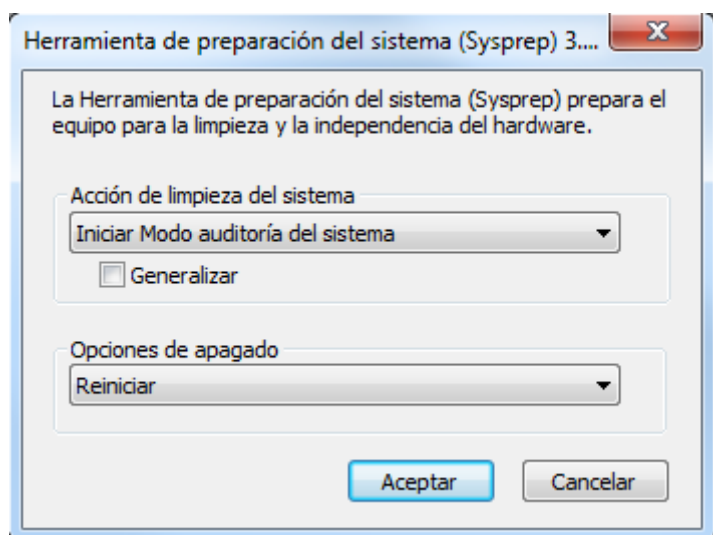 Herramienta de preparación del sistema (Sysprep) 3....
La Herramienta de preparación del sistema (Sysprep) prepara el
equipo para la limpieza y la independencia del hardware.
Acción de limpieza del sistema
Iniciar Modo auditoría del sistema
Generalizar
Opciones de apagado
Reiniciar
Aceptar
Cancelar